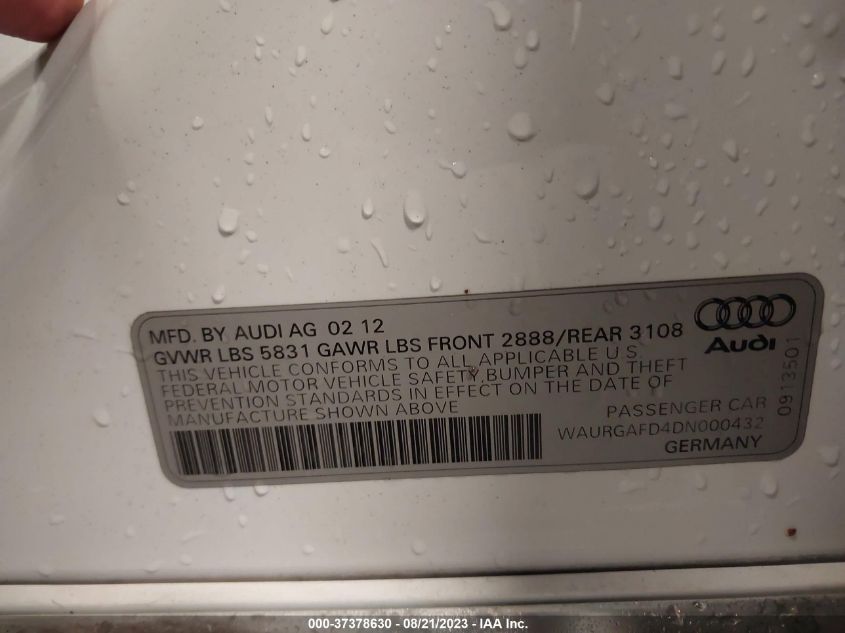 MFD. BY AUDI AG 02 12
GVWR LBS 5831 GAWR LBS FRONT 2888/REAR 3108
THIS VEHICLE CONFORMS TO ALL APPLICABLE U.S.
FEDERAL MOTOR VEHICLE SAFETY, BUMPER AND THEFT
PREVENTION STANDARDS IN EFFECT ON THE DATE OF
MANUFACTURE SHOWN ABOVE
Audi
0913501
PASSENGER CAR
WAURGAFD4DN000432
GERMANY
000-37378630 - 08/21/2023 - IAA Inc.